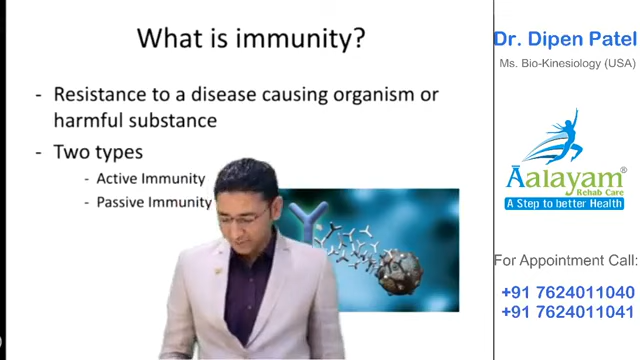 What is immunity?
- Resistance to a disease causing organism or
harmful substance
- Two types
- Active Immunity
- Passive Immunity
Dr. Dipen Patel
Ms. Bio-Kinesiology (USA)
Āalayam®
Rehab Care
A Step to better Health
For Appointment Call:
+91 7624011040
+91 7624011041